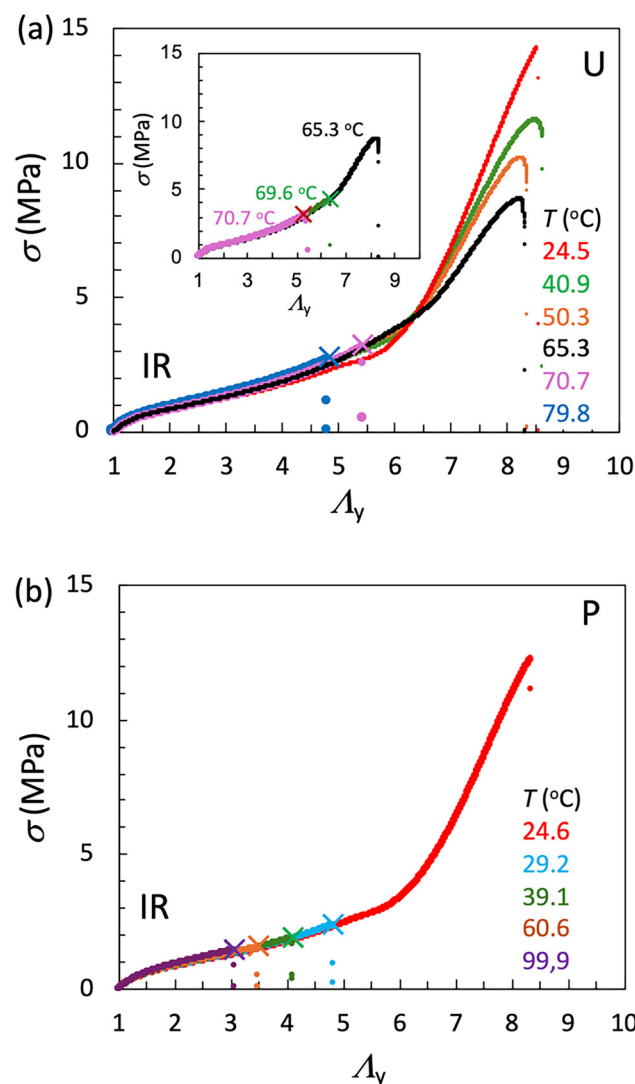 (a)
15
10
5
0
σ (MPa)
U
IR
15
10
5
0
σ (MPa)
65.3 °C
69.6 °C
70.7 °C
1 3 5 7 9
Λy
T (°C)
24.5
40.9
50.3
65.3
70.7
79.8
1 2 3 4 5 6 7 8 9 10
Λy
(b)
15
10
5
0
σ (MPa)
P
IR
T (°C)
24.6
29.2
39.1
60.6
99,9
1 2 3 4 5 6 7 8 9 10
Λy